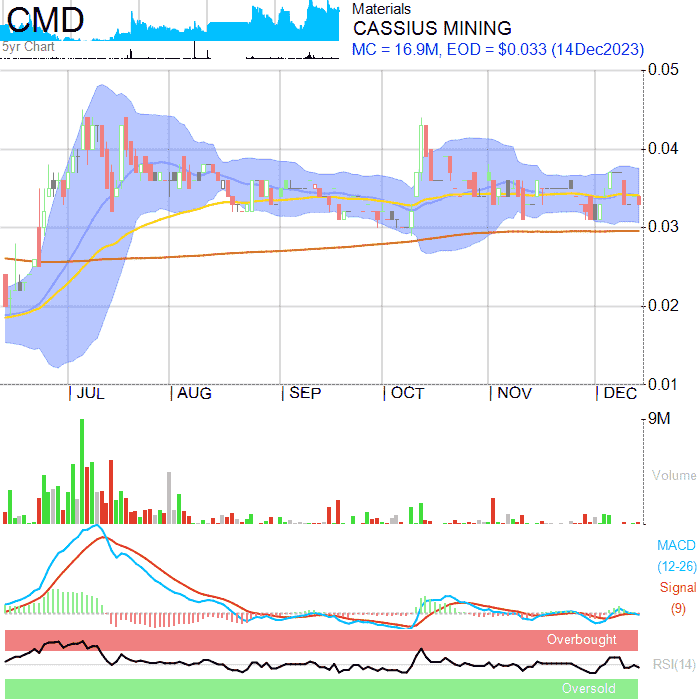 CMD
5yr Chart
Materials
CASSIUS MINING
MC = 16.9M, EOD = $0.033 (14Dec2023)
0.05
0.04
0.03
0.02
0.01
JUL
AUG
SEP
OCT
NOV
DEC
9M
Volume
MACD
(12-26)
Signal
(9)
Overbought
RSI(14)
Oversold